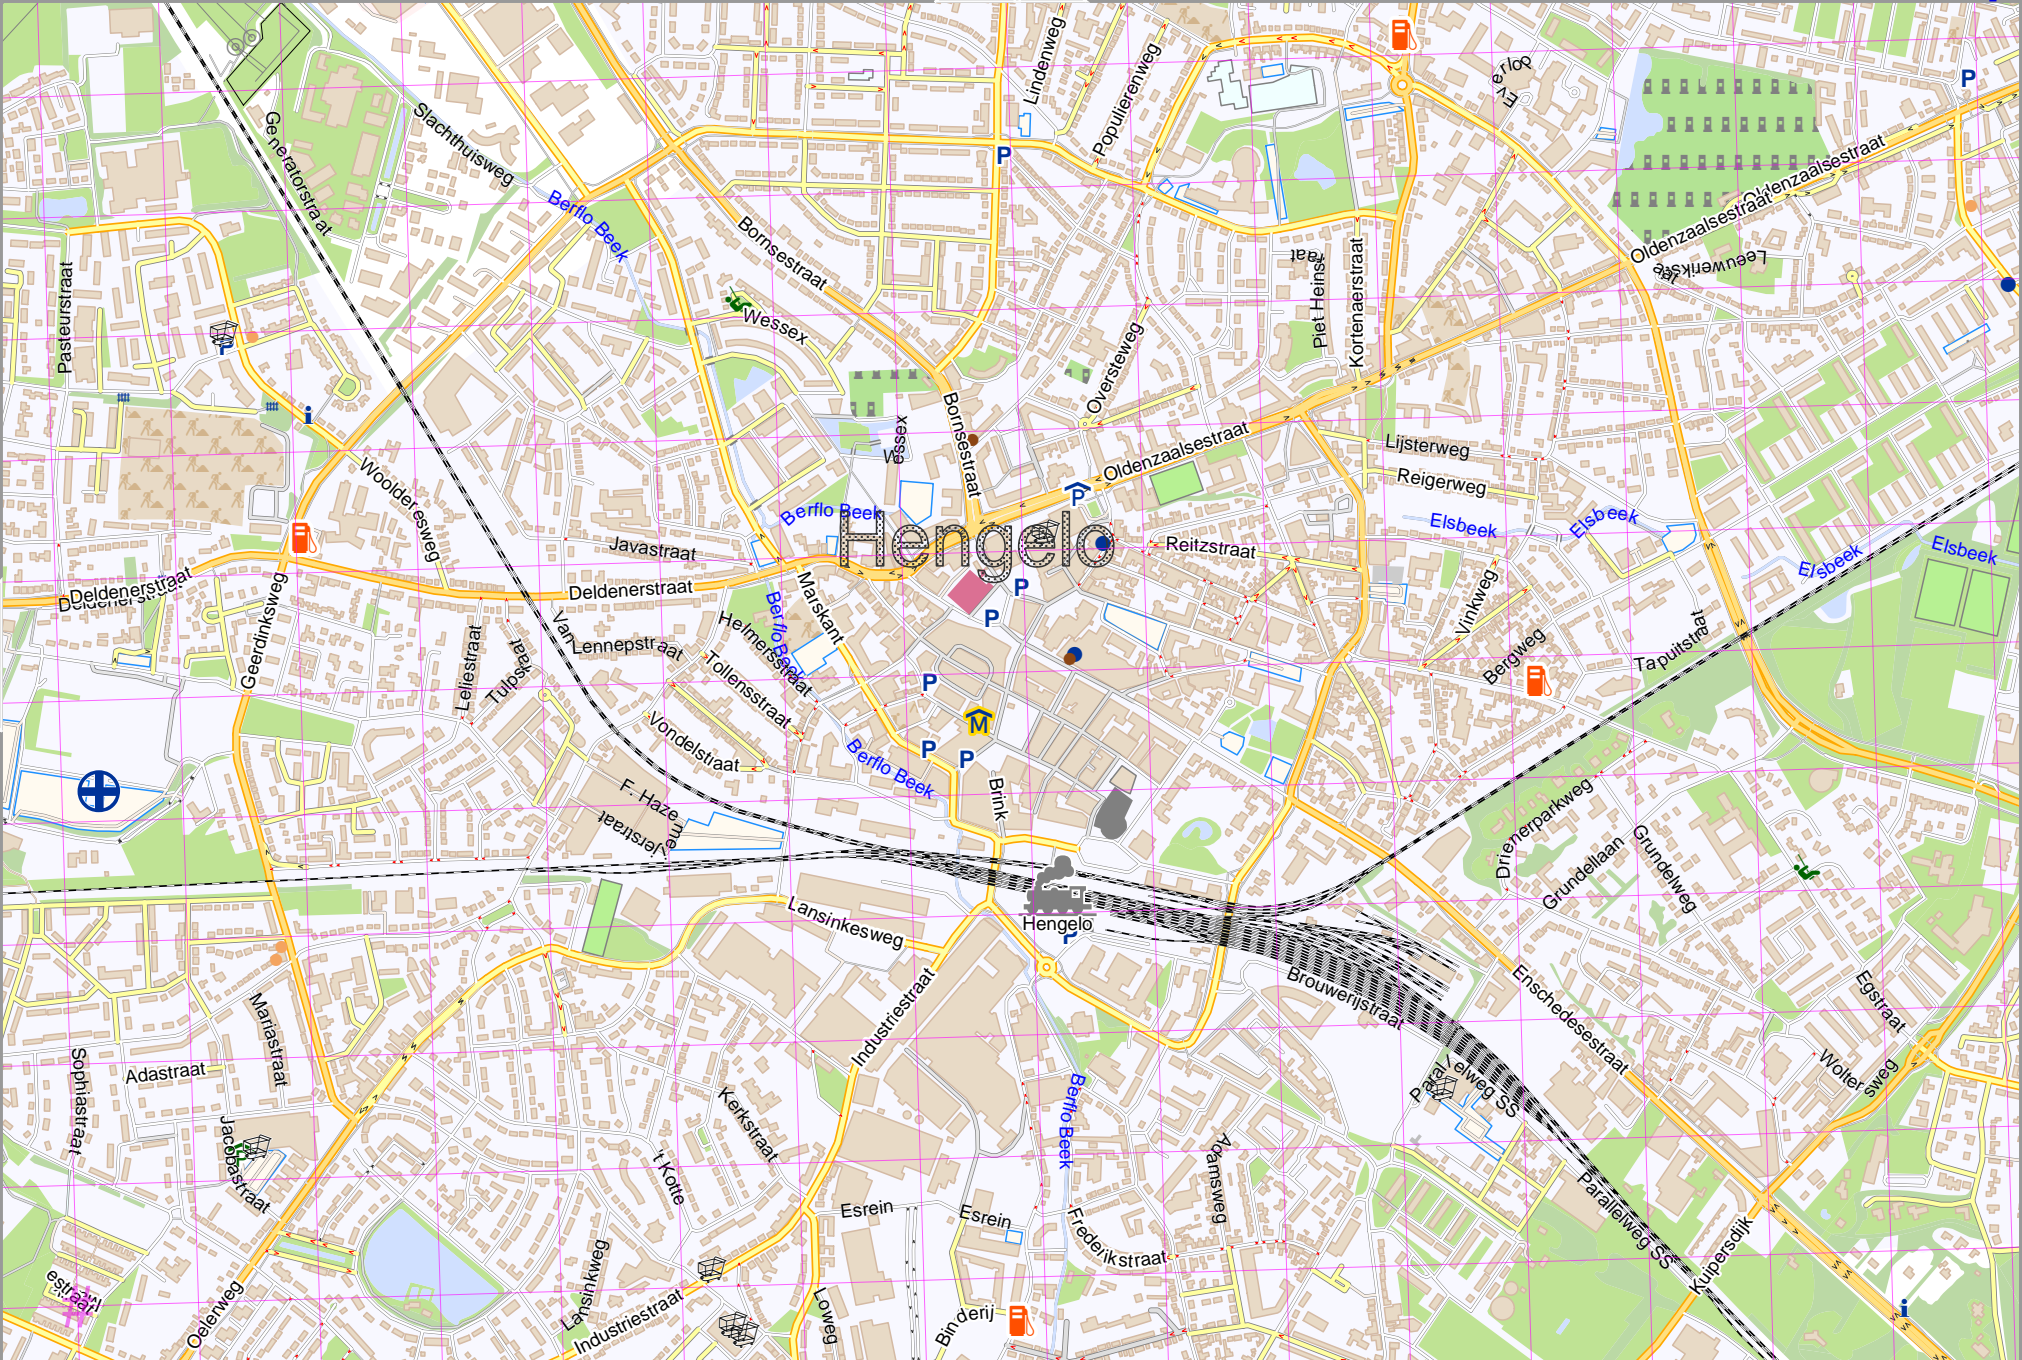 Lindenweg
Populierenweg
Generatorstraat
Slachthuisweg
P
P
Berflo Beek
Bornsestraat
Oldenzaalsestraat
Oldenzaalsestraat
Leeuwerikstraat
Pasteurstraat
Piet Heinstraat
Kortenaerstraat
Wessex
P
i
Oversteweg
Bornsestraat
Wessex
Lijsterweg
Reigerweg
Oldenzaalsestraat
P
Wooldersesweg
Berflo Beek
Elsbeek
Elsbeek
Elsbeek
Elsbeek
Hengelo
Javastraat
Reitzstraat
Deldenerstraat
Deldenerstraat
Deldenerstraat
Geerdinksweg
Marskant
P
P
Vinkweg
Bergweg
Tapuitstraat
Van Lennepstraat
Helmersstraat
Berflo Beek
Leliestraat
Tulpstraat
Tollensstraat
P
M
Vondelstraat
P
P
Berflo Beek
Brink
F. Hazemeijerstraat
Drienerparkweg
Grundellaan
Grundelweg
Lansinkesweg
Hengelo
P
Brouwerijstraat
Enschedesestraat
Egstraat
Industriestraat
Mariastraat
Adastraat
Sophiastraat
Jacobastraat
Kerkstraat
't Kotte
Berflo Beek
Parallelweg SS
Woltersweg
Adamsweg
Esrein
Esrein
Frederikstraat
Parallelweg SS
Kuipersdijk
Oelerweg
Lansinkweg
Industriestraat
Loweg
Binderij
i